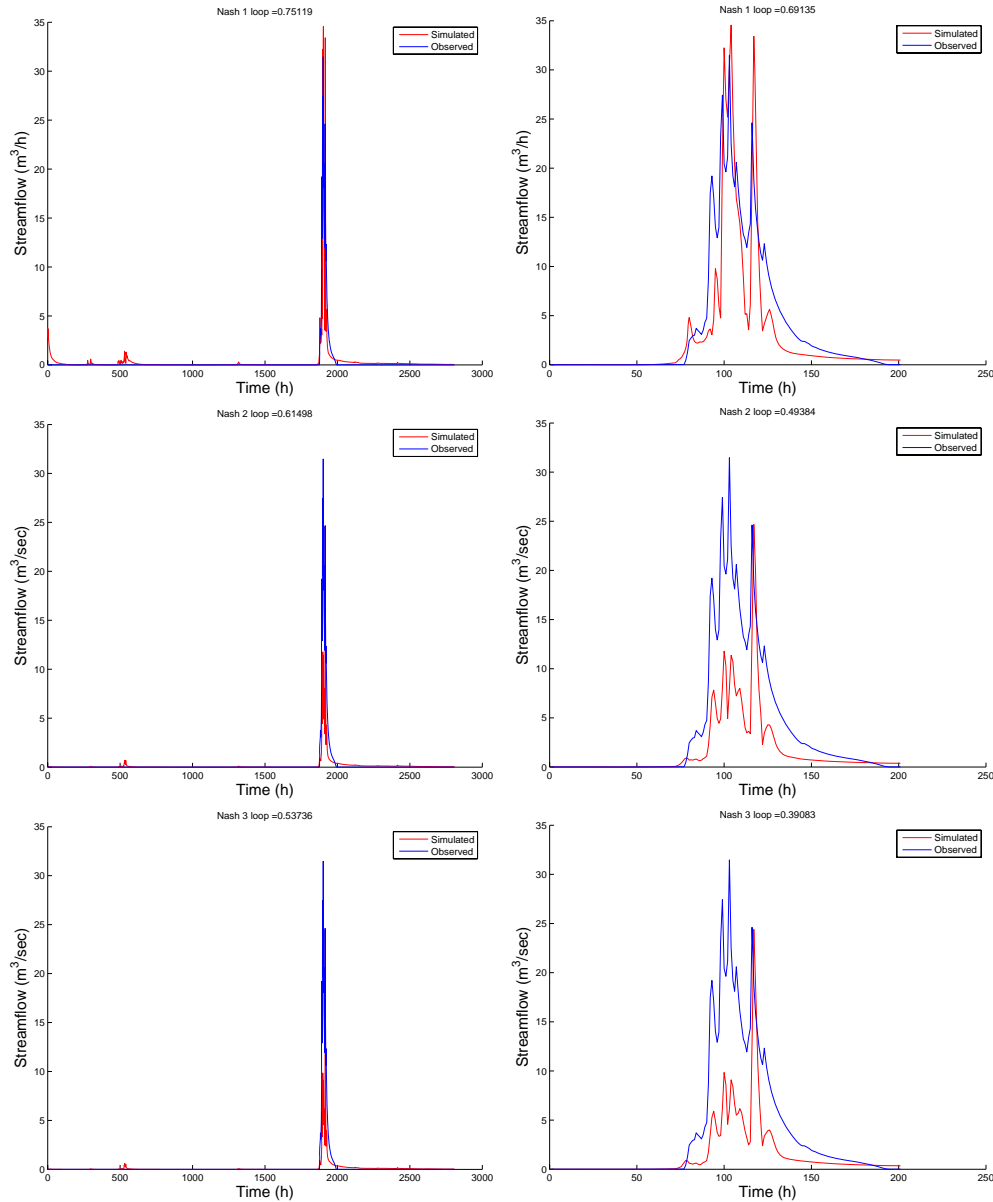 Nash 1 loop =0.75119
35
30
25
20
15
10
5
0
Streamflow (m³/h)
0 500 1000 1500 2000 2500 3000
Time (h)
Simulated
Observed
Nash 1 loop =0.69135
35
30
25
20
15
10
5
0
Streamflow (m³/h)
0 50 100 150 200 250
Time (h)
Simulated
Observed
Nash 2 loop =0.61498
35
30
25
20
15
10
5
0
Streamflow (m³/sec)
0 500 1000 1500 2000 2500 3000
Time (h)
Simulated
Observed
Nash 2 loop =0.49384
35
30
25
20
15
10
5
0
Streamflow (m³/sec)
0 50 100 150 200 250
Time (h)
Simulated
Observed
Nash 3 loop =0.53736
35
30
25
20
15
10
5
0
Streamflow (m³/sec)
0 500 1000 1500 2000 2500 3000
Time (h)
Simulated
Observed
Nash 3 loop =0.39083
35
30
25
20
15
10
5
0
Streamflow (m³/sec)
0 50 100 150 200 25
Time (h)
Simulated
Observed